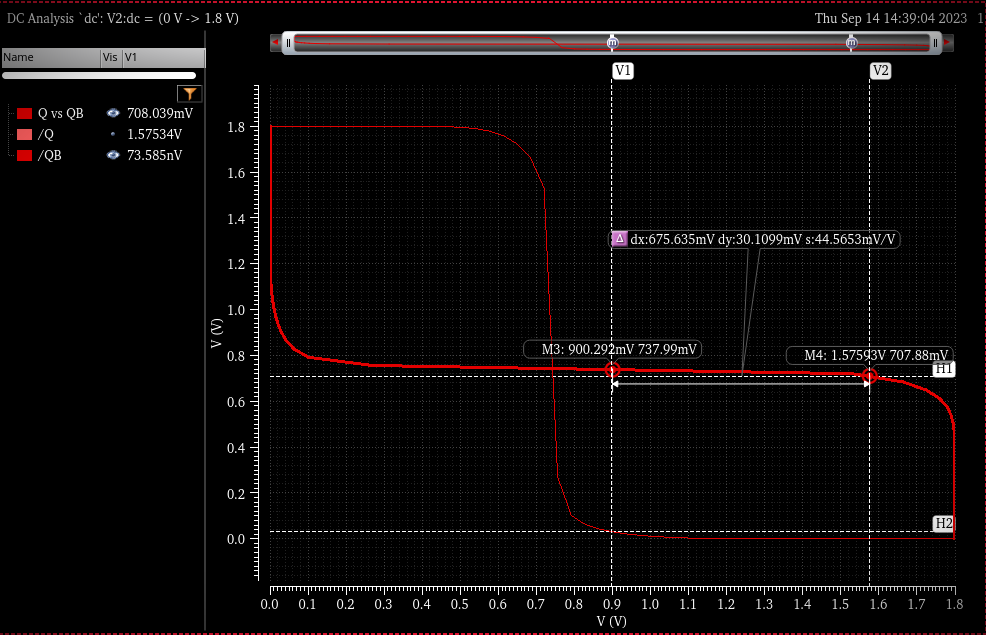 DC Analysis `dc': V2:dc = (0 V -> 1.8 V)
Thu Sep 14 14:39:04 2023
Name Vis V1
Q vs QB 708.039mV
/Q 1.57534V
/QB 73.585nV
V1
V2
1.8
1.6
1.4
1.2
1.0
0.8
0.6
0.4
0.2
0.0
V (V)
Δ dx:675.635mV dy:30.1099mV s:44.5653mV/V
M3: 900.292mV 737.99mV
M4: 1.57593V 707.88mV
H1
H2
0.0 0.1 0.2 0.3 0.4 0.5 0.6 0.7 0.8 0.9 1.0 1.1 1.2 1.3 1.4 1.5 1.6 1.7 1.8
V (V)